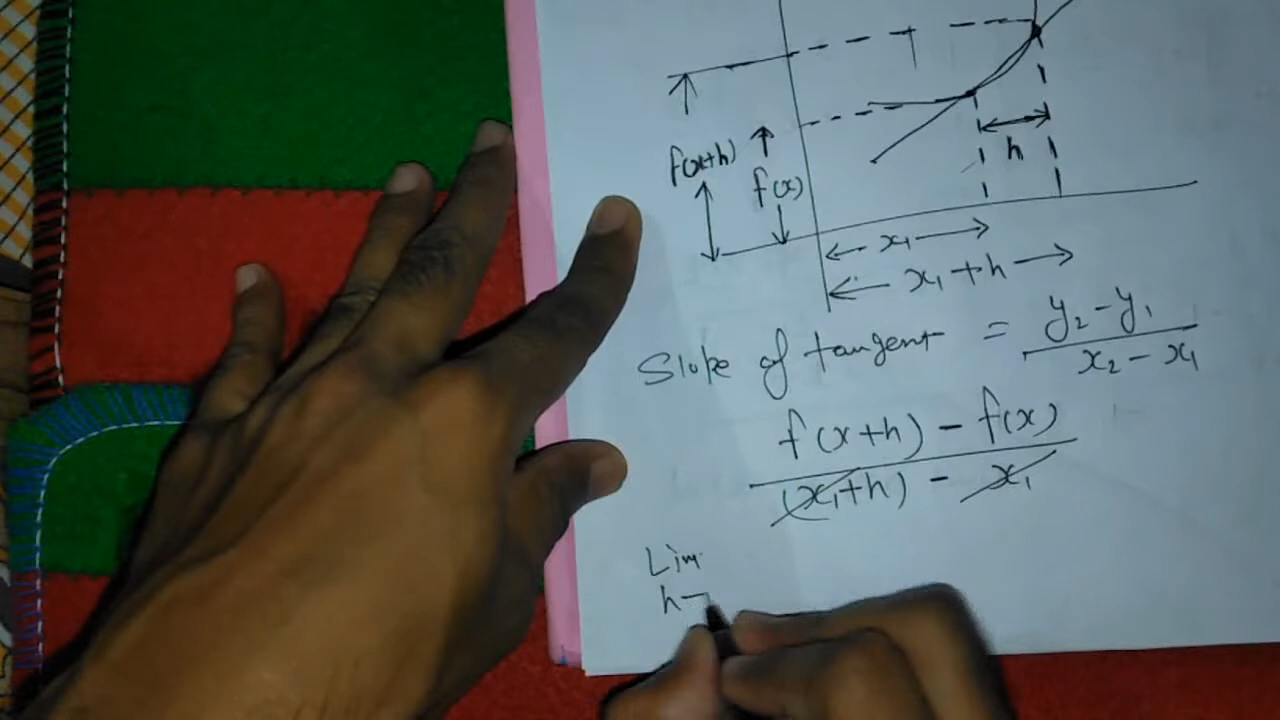 h
f(x+h)
f(x)
x₁
x₁+h
Slope of tangent = y₂-y₁
x₂-x₁
f(x+h) - f(x)
(x₁+h) - x₁
Lim
h→